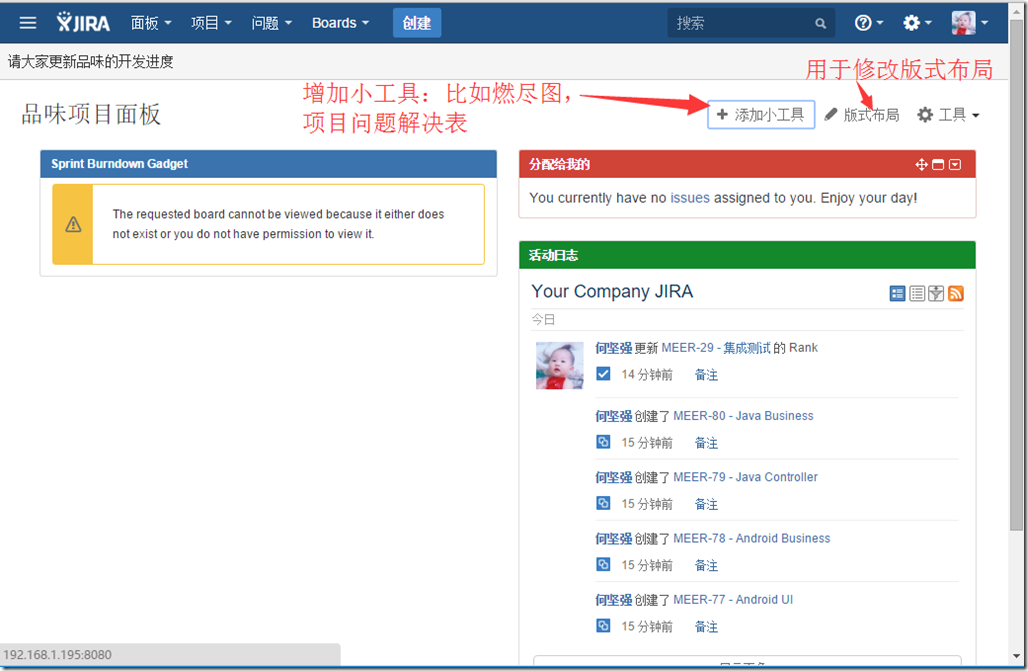 JIRA 面板 项目 问题 Boards 创建 搜索
请大家更新品味的开发进度
用于修改版式布局
增加小工具：比如燃尽图，
项目问题解决表
品味项目面板
添加小工具 版式布局 工具
Sprint Burndown Gadget
The requested board cannot be viewed because it either does
not exist or you do not have permission to view it.
分配给我的
You currently have no issues assigned to you. Enjoy your day!
活动日志
Your Company JIRA
今日
何坚强更新 MEER-29 - 集成测试 的 Rank
14 分钟前 备注
何坚强创建了 MEER-80 - Java Business
15 分钟前 备注
何坚强创建了 MEER-79 - Java Controller
15 分钟前 备注
何坚强创建了 MEER-78 - Android Business
15 分钟前 备注
何坚强创建了 MEER-77 - Android UI
15 分钟前 备注
192.168.1.195:8080